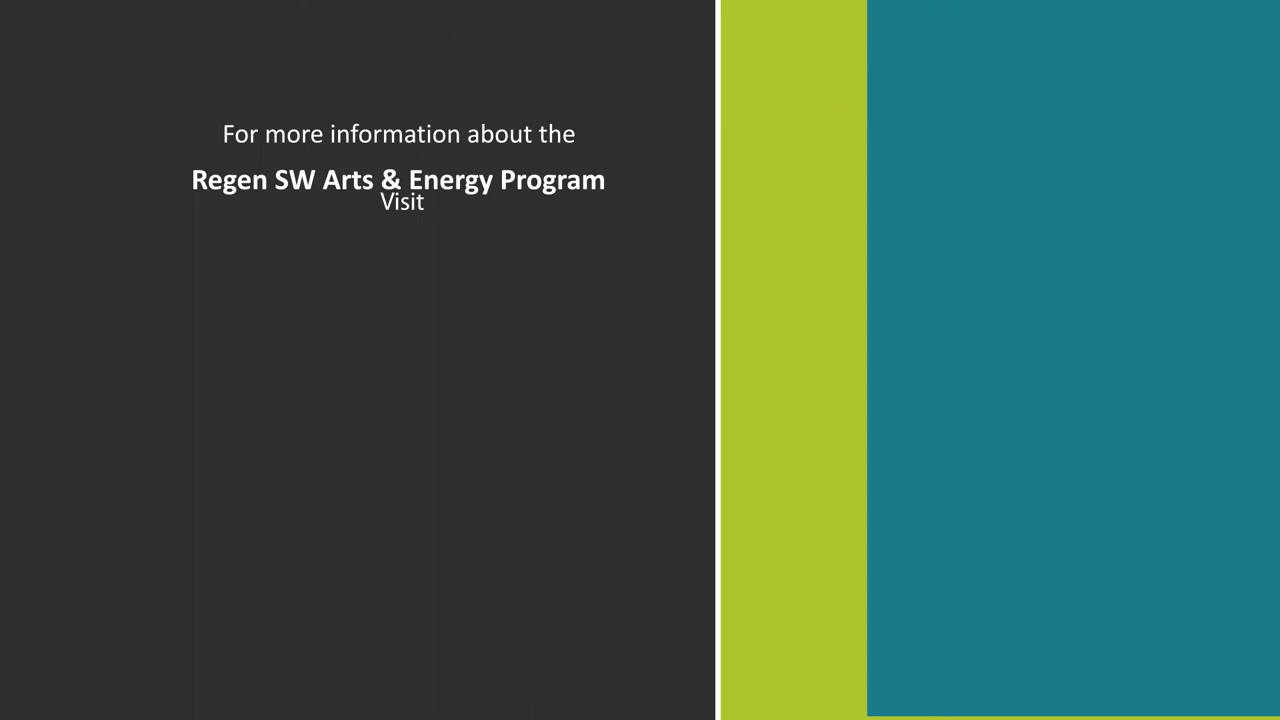 For more information about the
Regen SW Arts & Energy Program
Visit